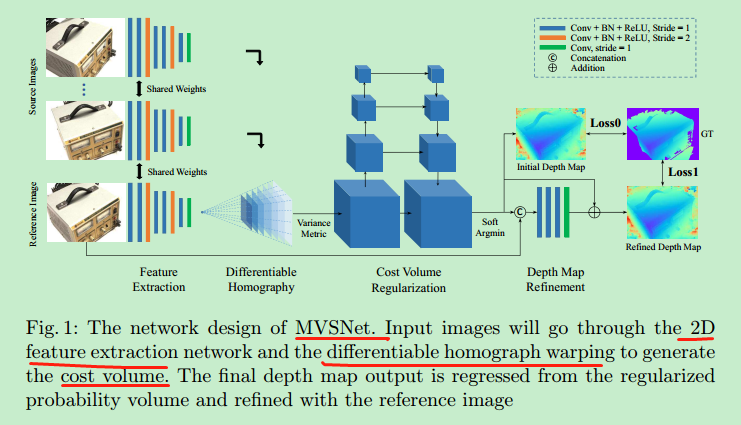 Source Images
Reference Image
Shared Weights
Shared Weights
Conv + BN + ReLU, Stride = 1
Conv + BN + ReLU, Stride = 2
Conv, stride = 1
C Concatenation
Addition
Variance
Metric
Soft
Argmin
C
Initial Depth Map
Loss0
GT
Loss1
Refined Depth Map
Feature
Extraction
Differentiable
Homography
Cost Volume
Regularization
Depth Map
Refinement
Fig. 1: The network design of MVSNet. Input images will go through the 2D
feature extraction network and the differentiable homograph warping to generate
the cost volume. The final depth map output is regressed from the regularized
probability volume and refined with the reference image